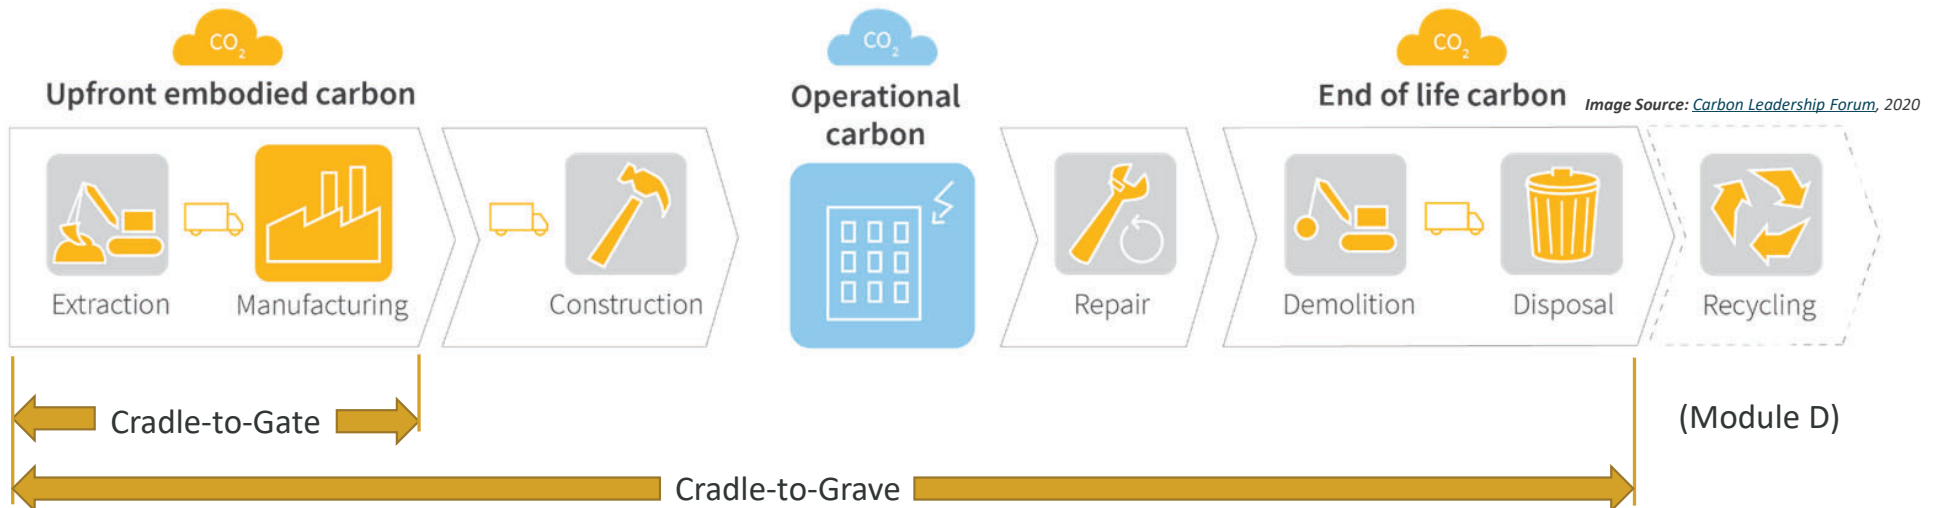 CO2
CO2
CO2
Upfront embodied carbon
Operational
carbon
End of life carbon
Image Source: Carbon Leadership Forum, 2020
Extraction
Manufacturing
Construction
Repair
Demolition
Disposal
Recycling
Cradle-to-Gate
(Module D)
Cradle-to-Grave